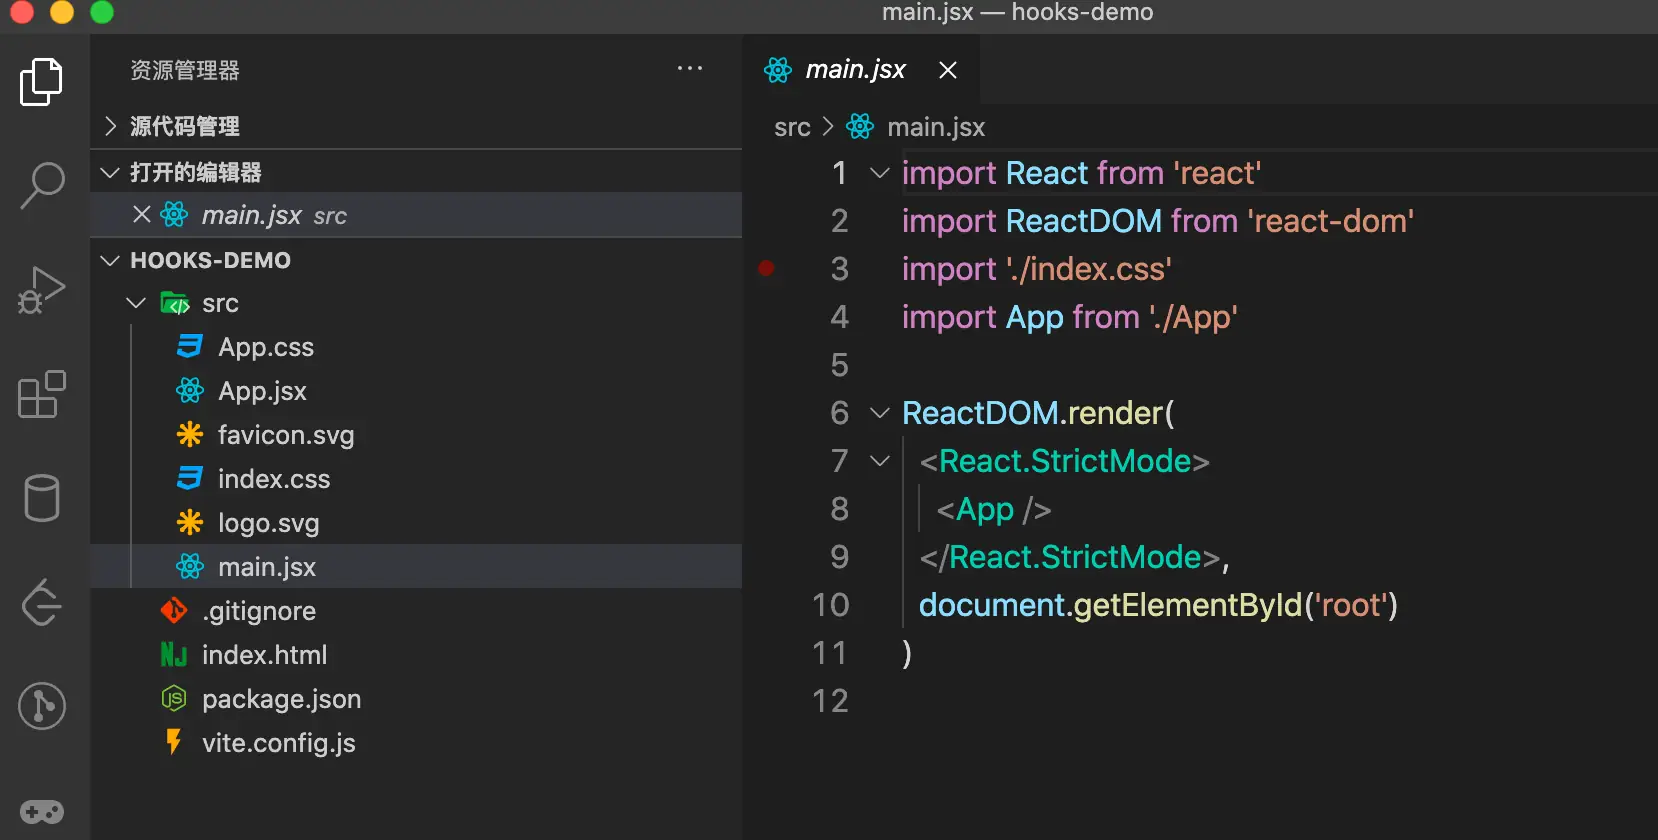 main.jsx — hooks-demo
资源管理器
源代码管理
打开的编辑器
main.jsx src
HOOKS-DEMO
src
App.css
App.jsx
favicon.svg
index.css
logo.svg
main.jsx
.gitignore
index.html
package.json
vite.config.js
main.jsx
src > main.jsx
1 import React from 'react'
2 import ReactDOM from 'react-dom'
3 import './index.css'
4 import App from './App'
5
6 ReactDOM.render(
7 <React.StrictMode>
8 <App />
9 </React.StrictMode>,
10 document.getElementById('root')
11 )
12